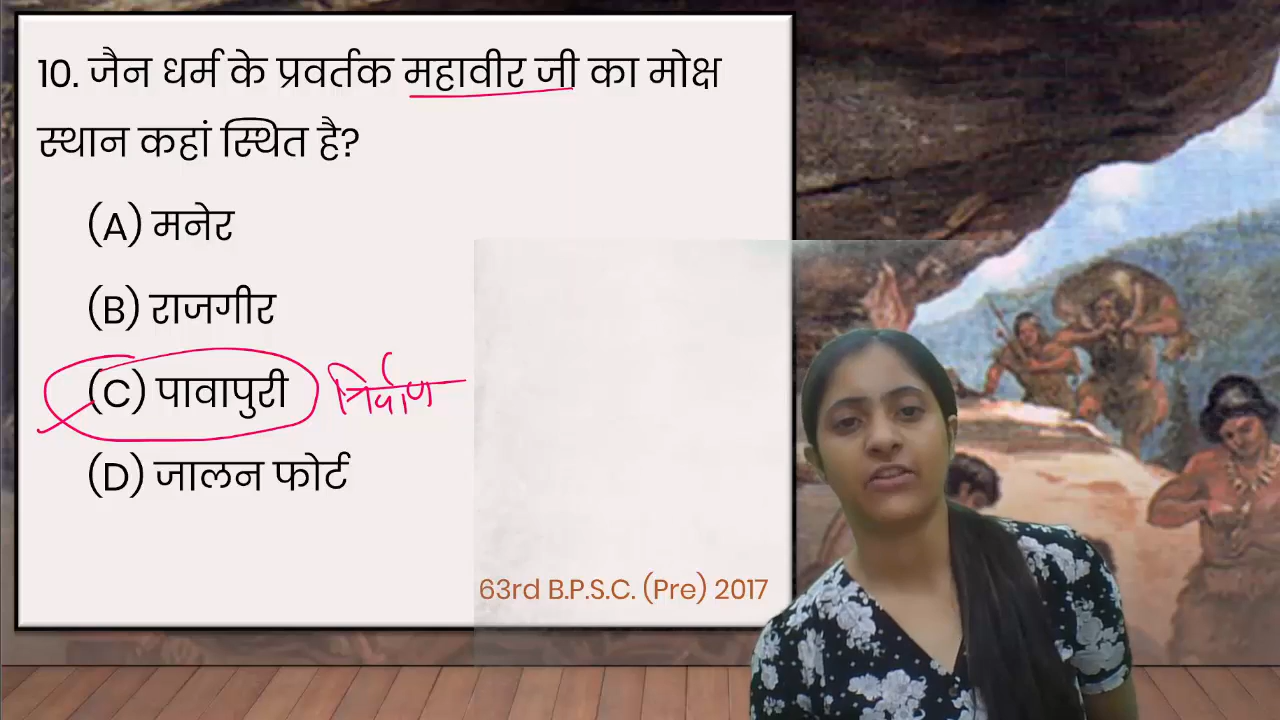 10. जैन धर्म के प्रवर्तक महावीर जी का मोक्ष
स्थान कहां स्थित है?
(A) मनेर
(B) राजगीर
(C) पावापुरी निर्वाण
(D) जालन फोर्ट
63rd B.P.S.C. (Pre) 2017